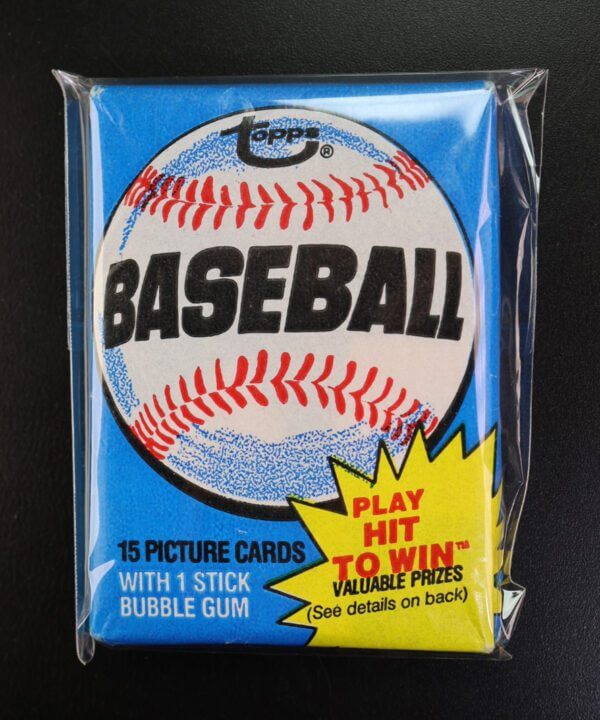 Topps®
BASEBALL
15 PICTURE CARDS
WITH 1 STICK
BUBBLE GUM
PLAY
HIT
TO WIN™
VALUABLE PRIZES
(See details on back)